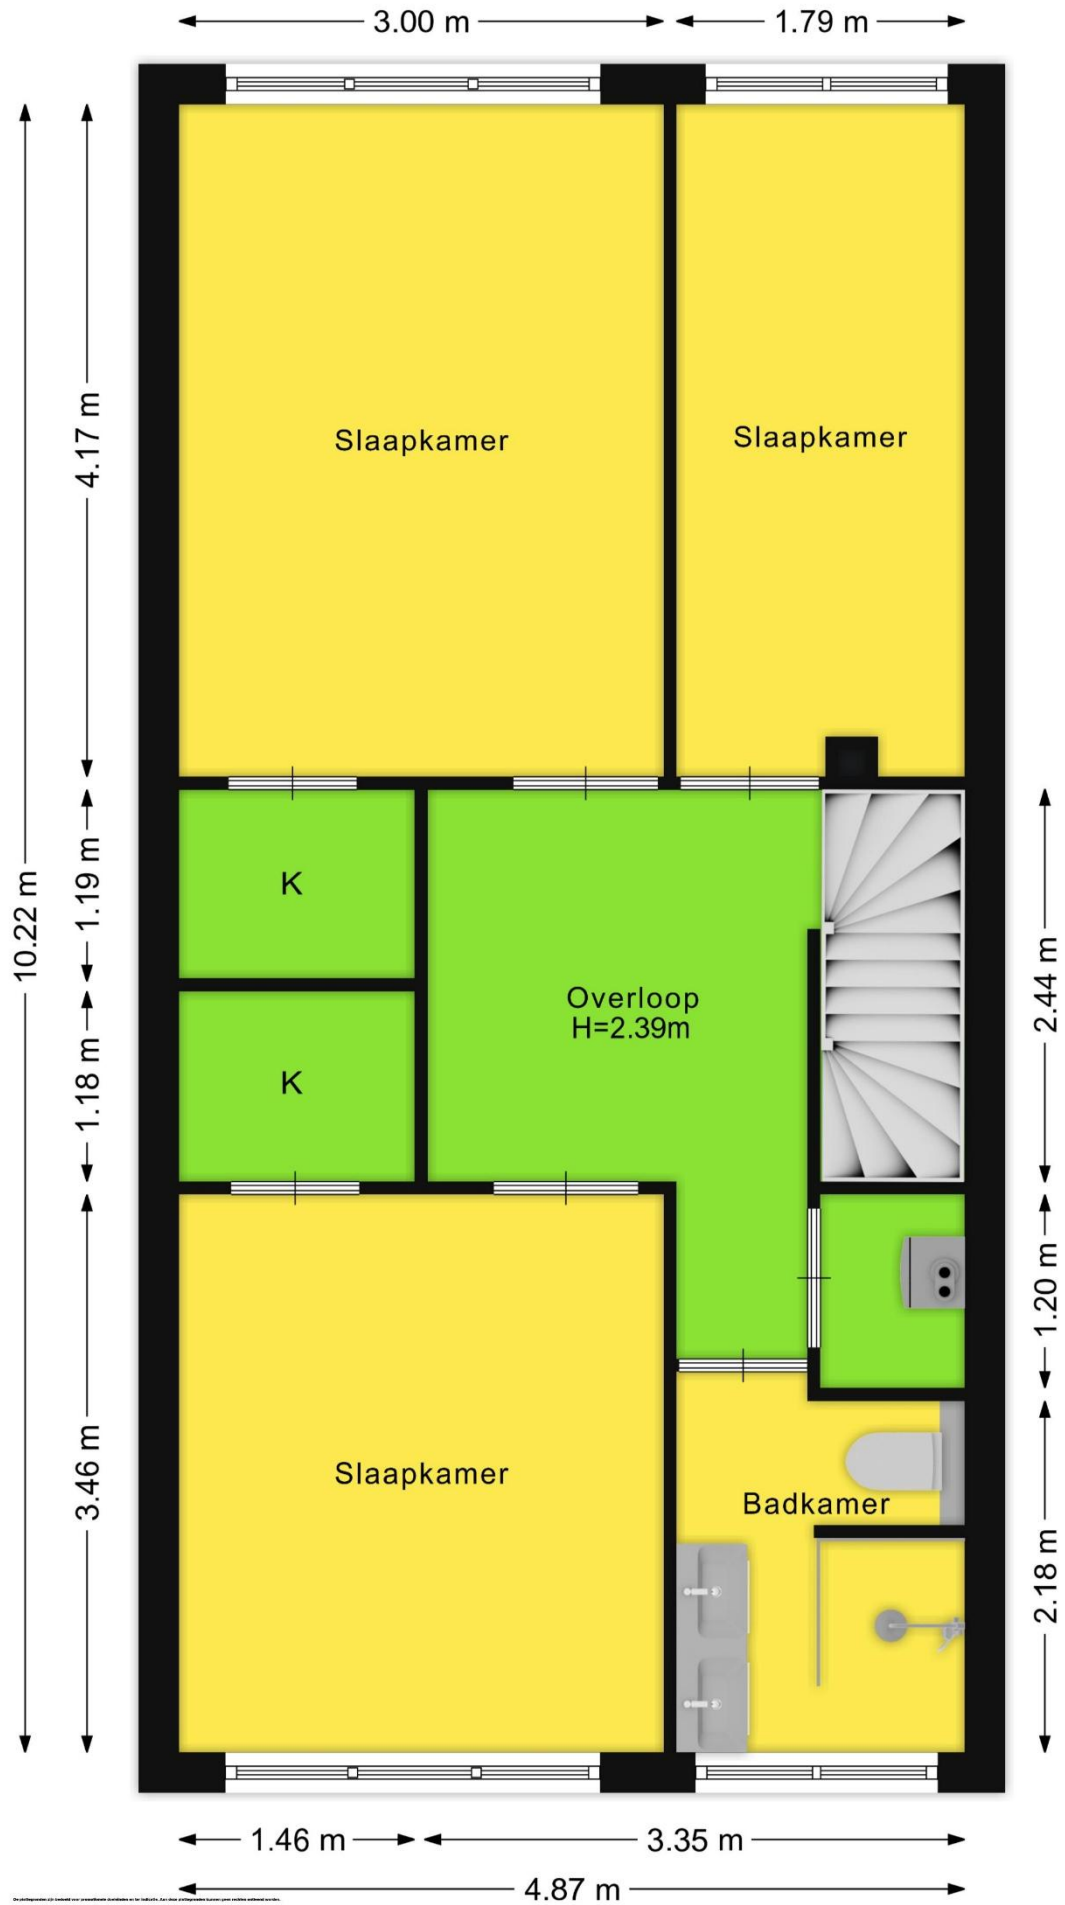 3.00 m
1.79 m
4.17 m
10.22 m
1.19 m
1.18 m
3.46 m
2.44 m
1.20 m
2.18 m
Slaapkamer
Slaapkamer
K
K
Overloop
H=2.39m
Slaapkamer
Badkamer
1.46 m
3.35 m
4.87 m